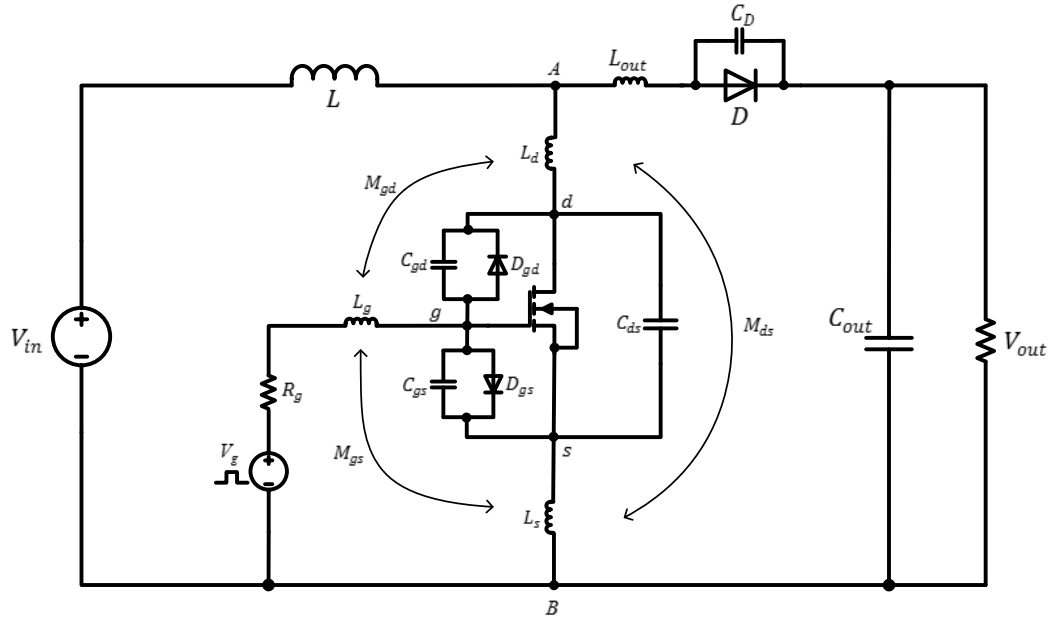 C_D
L_out
A
L
D
L_d
M_gd
d
C_gd
D_gd
L_g
g
C_ds
M_ds
C_out
V_out
V_in
+
−
R_g
C_gs
D_gs
M_gs
V_g
+
−
s
L_s
B